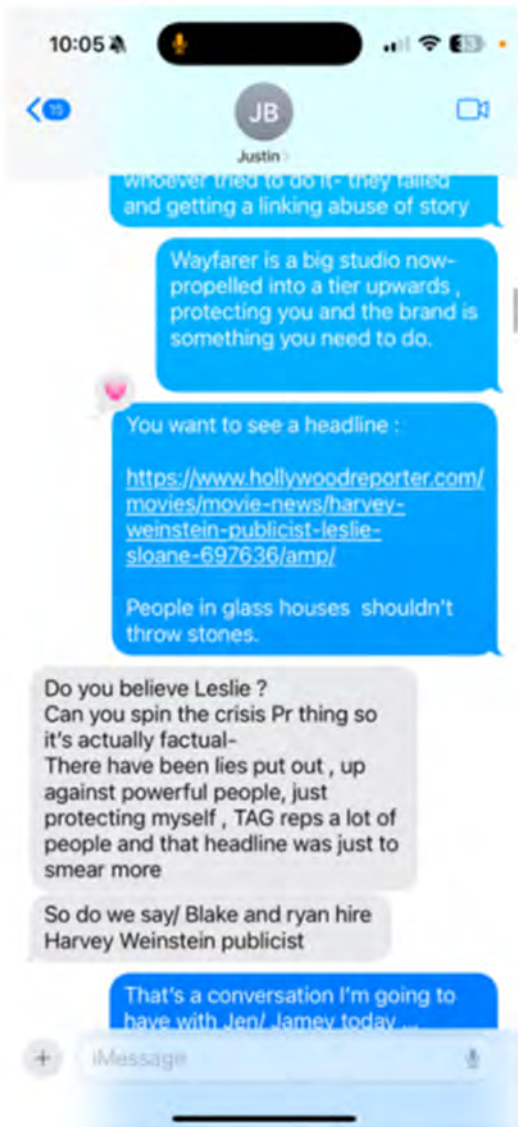 10:05
33
15
JB
Justin
whoever tried to do it- they failed
and getting a linking abuse of story
Wayfarer is a big studio now-
propelled into a tier upwards ,
protecting you and the brand is
something you need to do.
You want to see a headline :
https://www.hollywoodreporter.com/
movies/movie-news/harvey-
weinstein-publicist-leslie-
sloane-697636/amp/
People in glass houses shouldn't
throw stones.
Do you believe Leslie ?
Can you spin the crisis Pr thing so
it's actually factual-
There have been lies put out , up
against powerful people, just
protecting myself , TAG reps a lot of
people and that headline was just to
smear more
So do we say/ Blake and ryan hire
Harvey Weinstein publicist
That's a conversation I'm going to
have with Jen/ Jamey today ...
iMessage